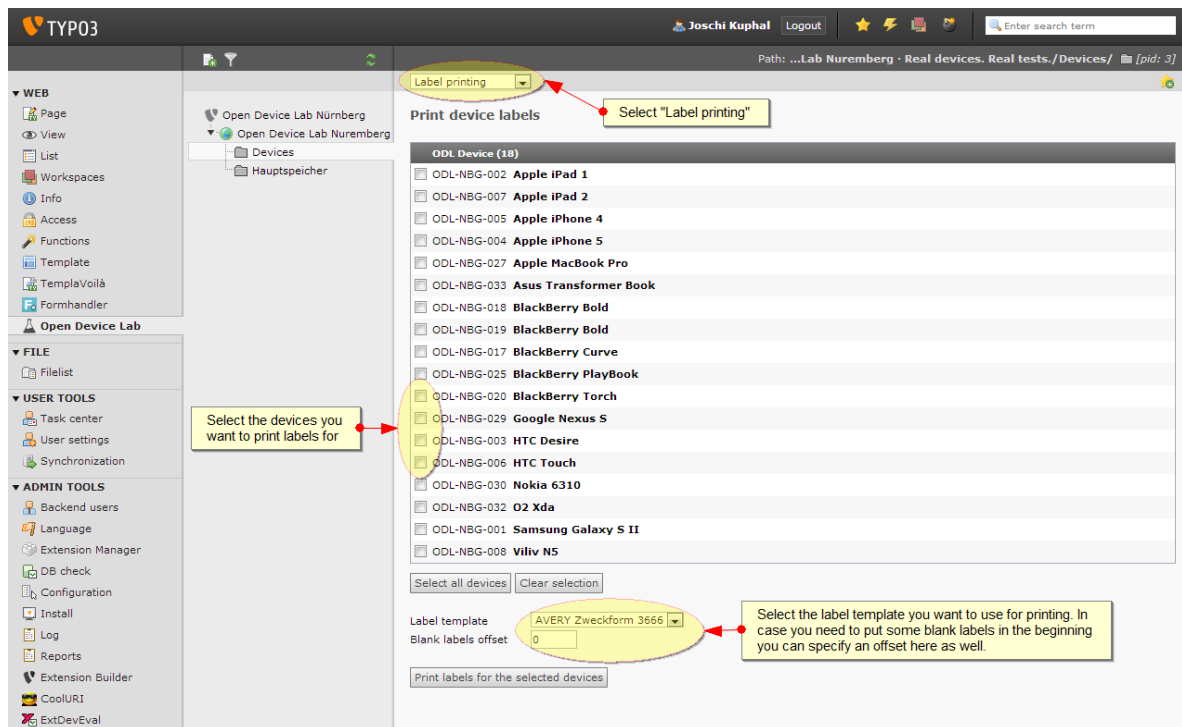 TYPO3
Joschi Kuphal Logout Enter search term
Path: ...Lab Nuremberg · Real devices. Real tests./Devices/ [pid: 3]
WEB
Page
View
List
Workspaces
Info
Access
Functions
Template
TemplaVoilà
Formhandler
Open Device Lab
FILE
Filelist
USER TOOLS
Task center
User settings
Synchronization
ADMIN TOOLS
Backend users
Language
Extension Manager
DB check
Configuration
Install
Log
Reports
Extension Builder
CoolURI
ExtDevEval
Open Device Lab Nürnberg
Open Device Lab Nuremberg
Devices
Hauptspeicher
Select the devices you
want to print labels for
Label printing
Select "Label printing"
Print device labels
ODL Device (18)
ODL-NBG-002 Apple iPad 1
ODL-NBG-007 Apple iPad 2
ODL-NBG-005 Apple iPhone 4
ODL-NBG-004 Apple iPhone 5
ODL-NBG-027 Apple MacBook Pro
ODL-NBG-033 Asus Transformer Book
ODL-NBG-018 BlackBerry Bold
ODL-NBG-019 BlackBerry Bold
ODL-NBG-017 BlackBerry Curve
ODL-NBG-025 BlackBerry PlayBook
ODL-NBG-020 BlackBerry Torch
ODL-NBG-029 Google Nexus S
ODL-NBG-003 HTC Desire
ODL-NBG-006 HTC Touch
ODL-NBG-030 Nokia 6310
ODL-NBG-032 O2 Xda
ODL-NBG-001 Samsung Galaxy S II
ODL-NBG-008 Viliv N5
Select all devices Clear selection
Label template AVERY Zweckform 3666
Blank labels offset 0
Select the label template you want to use for printing. In
case you need to put some blank labels in the beginning
you can specify an offset here as well.
Print labels for the selected devices